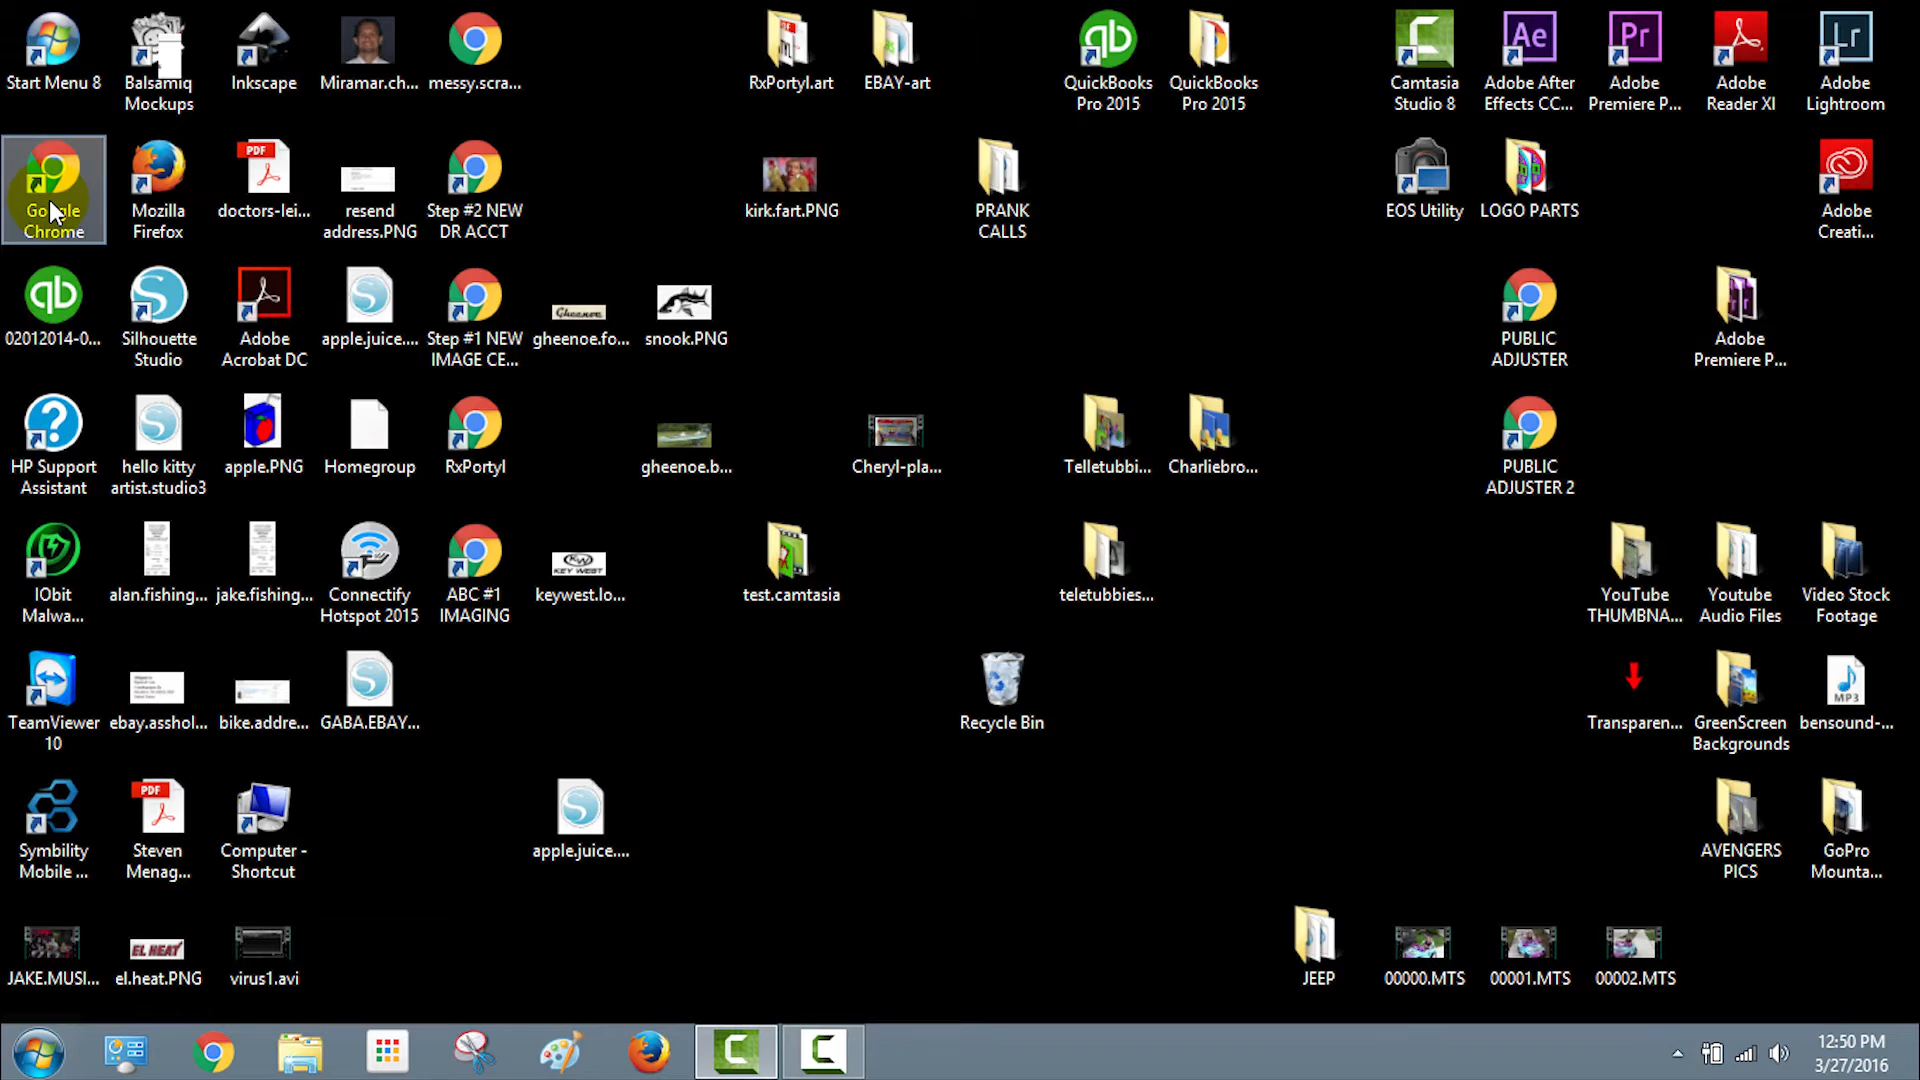 Start Menu 8
Balsamiq
Mockups
Inkscape
Miramar.ch...
messy.scra...
RxPortyl.art
EBAY-art
QuickBooks
Pro 2015
QuickBooks
Pro 2015
Camtasia
Studio 8
Adobe After
Effects CC...
Adobe
Premiere P...
Adobe
Reader XI
Adobe
Lightroom
Google
Chrome
Mozilla
Firefox
doctors-lei...
resend
address.PNG
Step #2 NEW
DR ACCT
kirk.fart.PNG
PRANK
CALLS
EOS Utility
LOGO PARTS
Adobe
Creati...
02012014-0...
Silhouette
Studio
Adobe
Acrobat DC
apple.juice....
Step #1 NEW
IMAGE CE...
gheenoe.fo...
snook.PNG
PUBLIC
ADJUSTER
Adobe
Premiere P...
HP Support
Assistant
hello kitty
artist.studio3
apple.PNG
Homegroup
RxPortyl
gheenoe.b...
Cheryl-pla...
Telletubbi...
Charliebro...
PUBLIC
ADJUSTER 2
IObit
Malwa...
alan.fishing...
jake.fishing...
Connectify
Hotspot 2015
ABC #1
IMAGING
KEY WEST
keywest.lo...
test.camtasia
teletubbies...
YouTube
THUMBNA...
Youtube
Audio Files
Video Stock
Footage
TeamViewer
10
ebay.asshol...
bike.addre...
GABA.EBAY...
Recycle Bin
Transparen...
GreenScreen
Backgrounds
MP3
bensound-...
Symbility
Mobile ...
PDF
Steven
Menag...
Computer -
Shortcut
apple.juice....
AVENGERS
PICS
GoPro
Mounta...
JAKE.MUSI...
EL HEAT
el.heat.PNG
virus1.avi
JEEP
00000.MTS
00001.MTS
00002.MTS
12:50 PM
3/27/2016